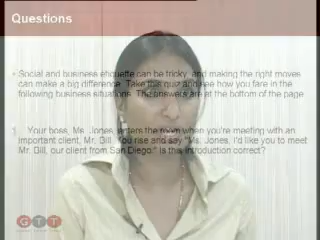 Questions
• Social and business etiquette can be tricky, and making the right moves
can make a big difference. Take this quiz and see how you fare in the
following business situations. The answers are at the bottom of the page.
1. Your boss, Ms. Jones, enters the room when you're meeting with an
important client, Mr. Gill. You rise and say "Ms. Jones, I'd like you to meet
Mr. Gill, our client from San Diego." Is this introduction correct?
GTT